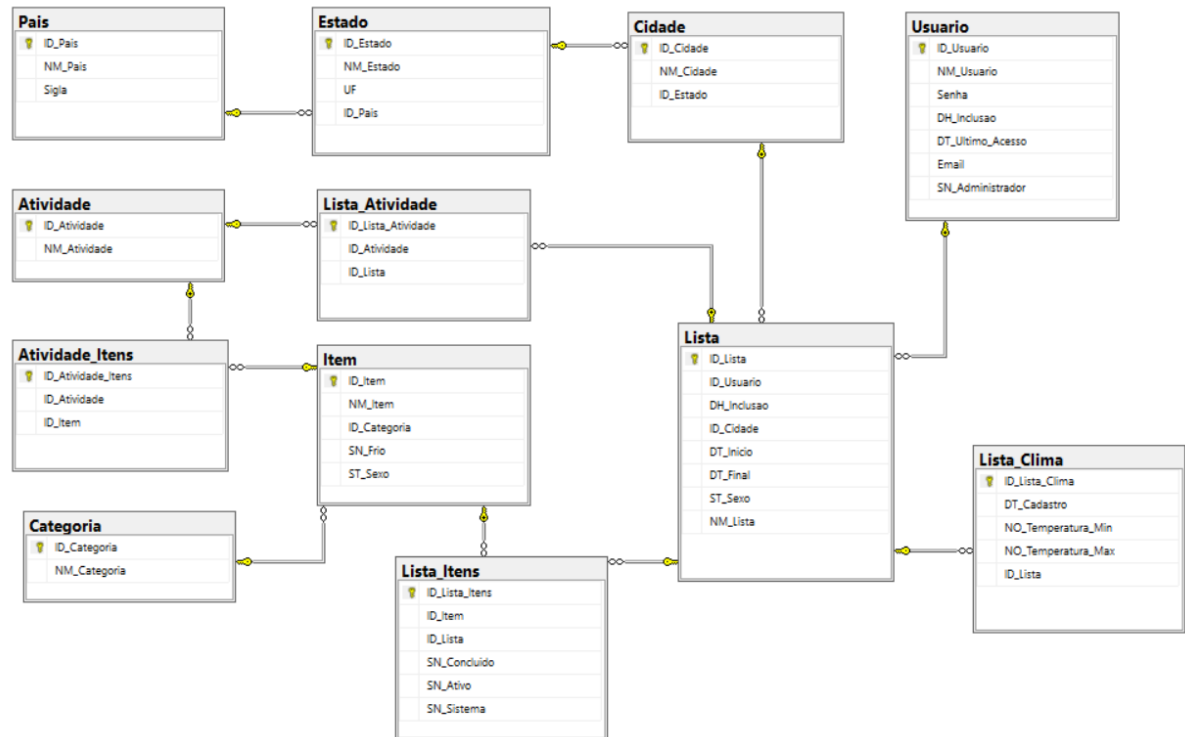 Pais
ID_Pais
NM_Pais
Sigla
Estado
ID_Estado
NM_Estado
UF
ID_Pais
Cidade
ID_Cidade
NM_Cidade
ID_Estado
Usuario
ID_Usuario
NM_Usuario
Senha
DH_Inclusao
DT_Ultimo_Acesso
Email
SN_Administrador
Atividade
ID_Atividade
NM_Atividade
Lista_Atividade
ID_Lista_Atividade
ID_Atividade
ID_Lista
Atividade_Itens
ID_Atividade_Itens
ID_Atividade
ID_Item
Item
ID_Item
NM_Item
ID_Categoria
SN_Frio
ST_Sexo
Lista
ID_Lista
ID_Usuario
DH_Inclusao
ID_Cidade
DT_Inicio
DT_Final
ST_Sexo
NM_Lista
Lista_Clima
ID_Lista_Clima
DT_Cadastro
NO_Temperatura_Min
NO_Temperatura_Max
ID_Lista
Categoria
ID_Categoria
NM_Categoria
Lista_Itens
ID_Lista_Itens
ID_Item
ID_Lista
SN_Concluido
SN_Ativo
SN_Sistema